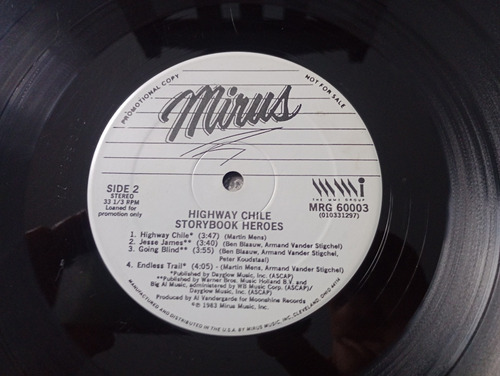 PROMOTIONAL COPY
NOT FOR SALE
Mirus
SIDE 2
STEREO
33 1/3 RPM
Loaned for
promotion only
MMI
THE MMI GROUP
MRG 60003
(010331297)
HIGHWAY CHILE
STORYBOOK HEROES
1. Highway Chile* (3:47) (Martin Mens)
2. Jesse James** (3:40) (Ben Blaauw, Armand Vander Stigchel)
3. Going Blind** (3:55) (Ben Blaauw, Armand Vander Stigchel,
Peter Koudstaal)
4. Endless Trail* (4:05) - (Martin Mens, Armand Vander Stigchel)
*Published by Dayglow Music, Inc. (ASCAP)
**Published by Warner Bros. Music Holland B.V. and
Big Al Music, administered by WB Music Corp. (ASCAP)/
Dayglow Music, Inc. (ASCAP)
Produced by Al Vandergarde for Moonshine Records
©℗ 1983 Mirus Music, Inc.
MANUFACTURED AND DISTRIBUTED IN THE U.S.A. BY MIRUS MUSIC, INC., CLEVELAND, OHIO 44114